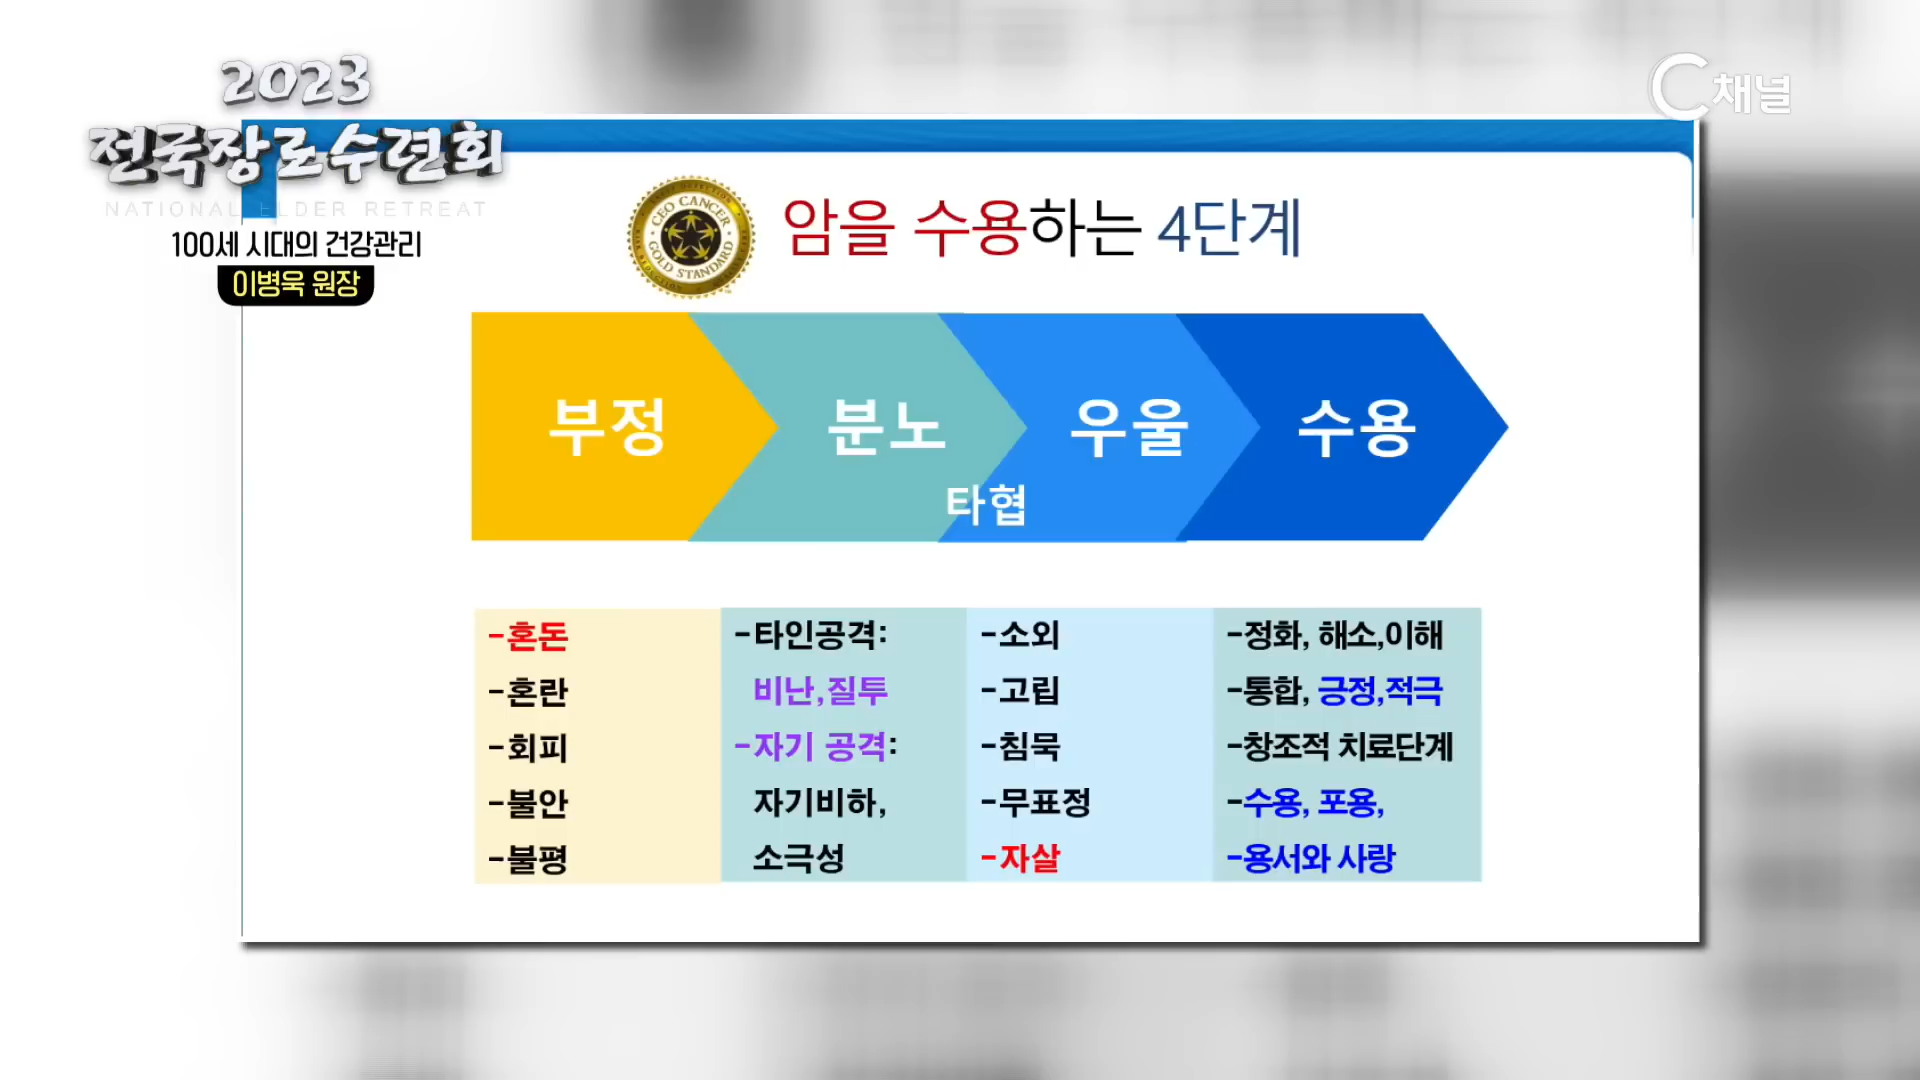 2023
전국장로수련회
NATIONAL ELDER RETREAT
100세 시대의 건강관리
이병욱 원장
C채널
CEO CANCER
GOLD STANDARD
암을 수용하는 4단계
부정
분노
우울
수용
타협
-혼돈
-혼란
-회피
-불안
-불평
-타인공격:
비난,질투
-자기 공격:
자기비하,
소극성
-소외
-고립
-침묵
-무표정
-자살
-정화, 해소,이해
-통합, 긍정,적극
-창조적 치료단계
-수용, 포용,
-용서와 사랑